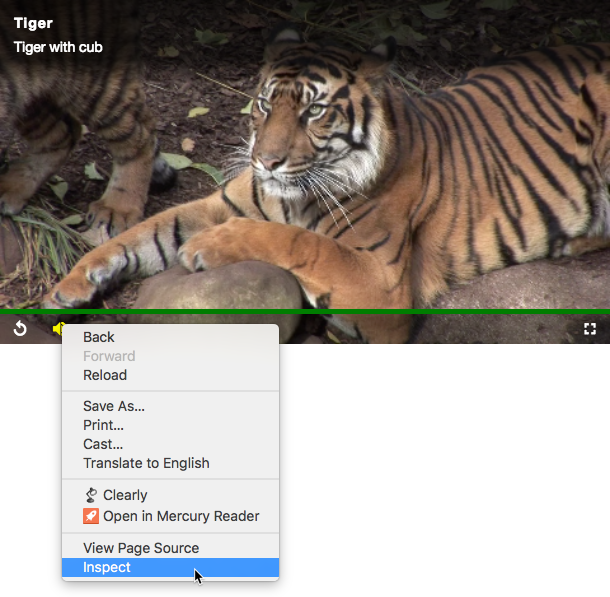 Tiger
Tiger with cub
Back
Forward
Reload
Save As...
Print...
Cast...
Translate to English
Clearly
Open in Mercury Reader
View Page Source
Inspect